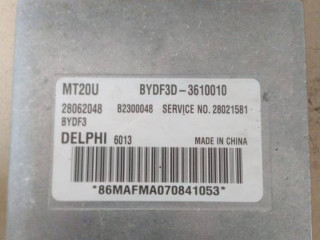 MT20U BYDF3D-3610010
28062048 B2300048 SERVICE NO. 28021581
BYDF3
DELPHI 6013 MADE IN CHINA
*86MAFMA070841053*